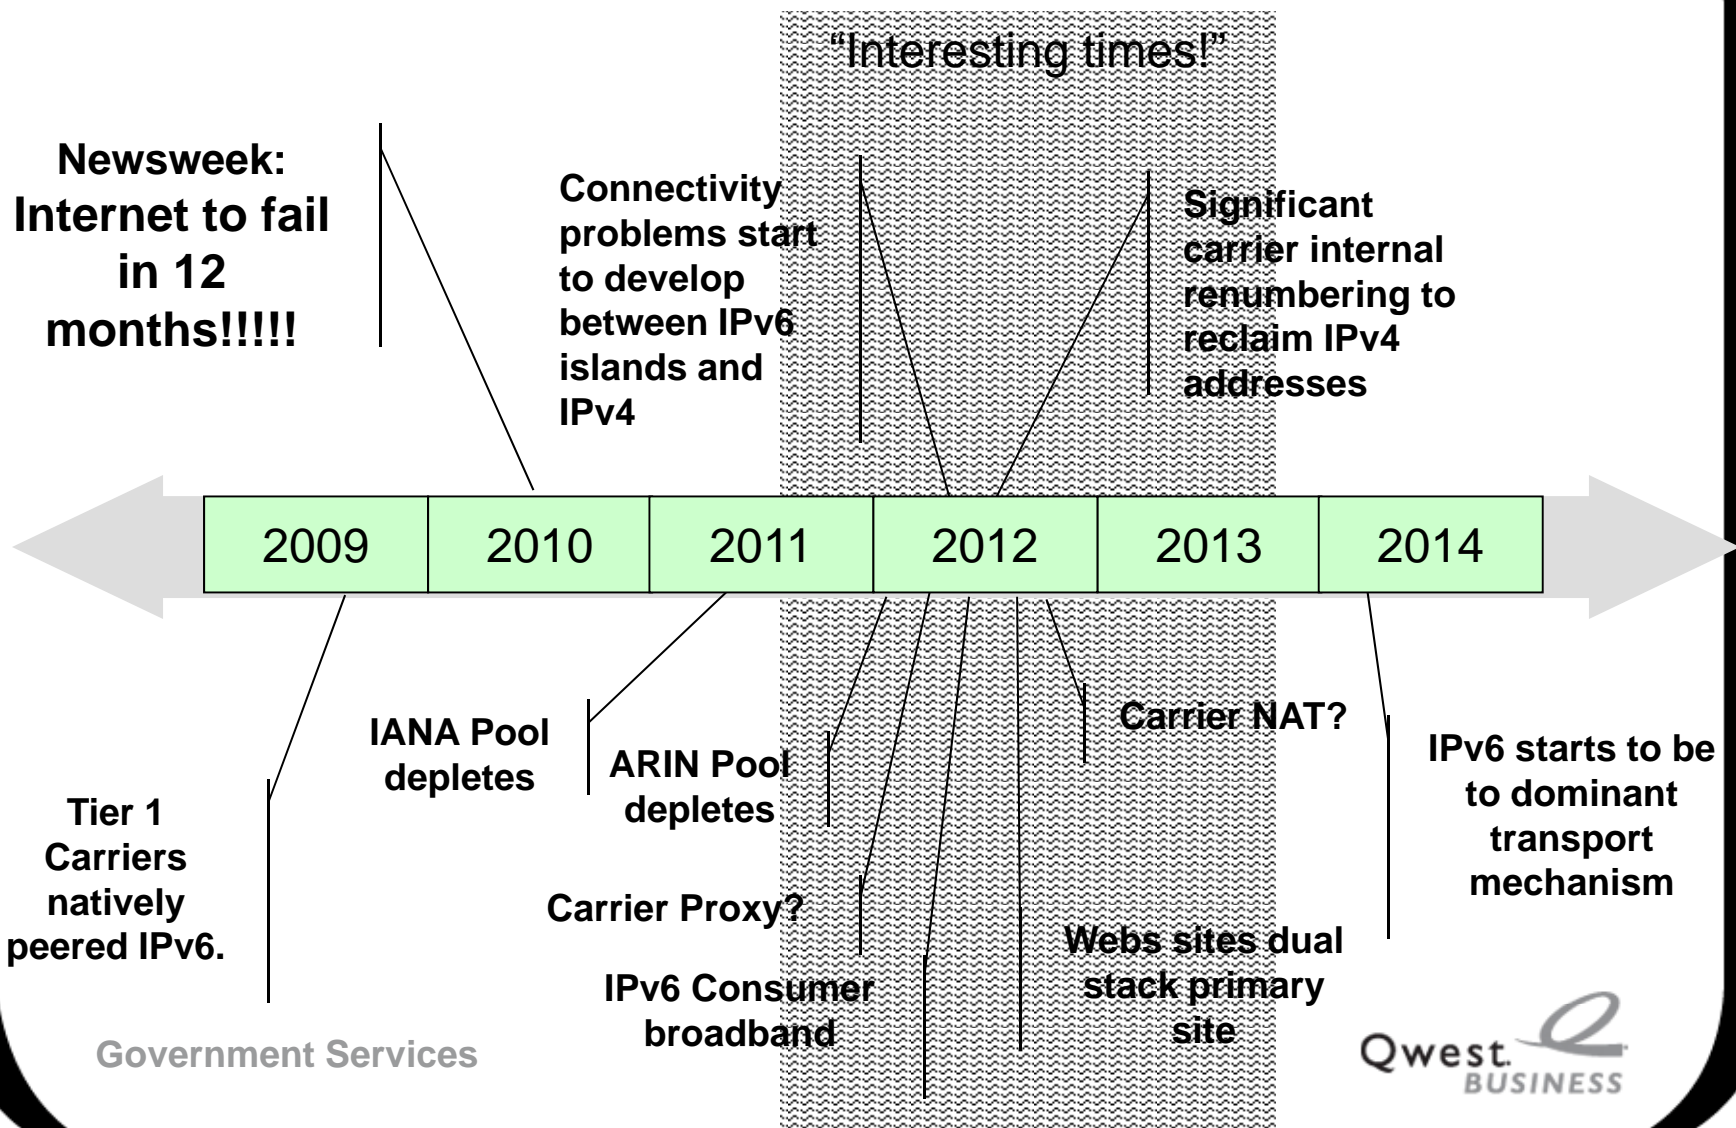 “Interesting times!”
Newsweek:
Internet to fail
in 12
months!!!!!
Connectivity
problems start
to develop
between IPv6
islands and
IPv4
Significant
carrier internal
renumbering to
reclaim IPv4
addresses
2009
2010
2011
2012
2013
2014
Tier 1
Carriers
natively
peered IPv6.
IANA Pool
depletes
ARIN Pool
depletes
Carrier Proxy?
IPv6 Consumer
broadband
Carrier NAT?
Webs sites dual
stack primary
site
IPv6 starts to be
to dominant
transport
mechanism
Government Services
Qwest.
BUSINESS